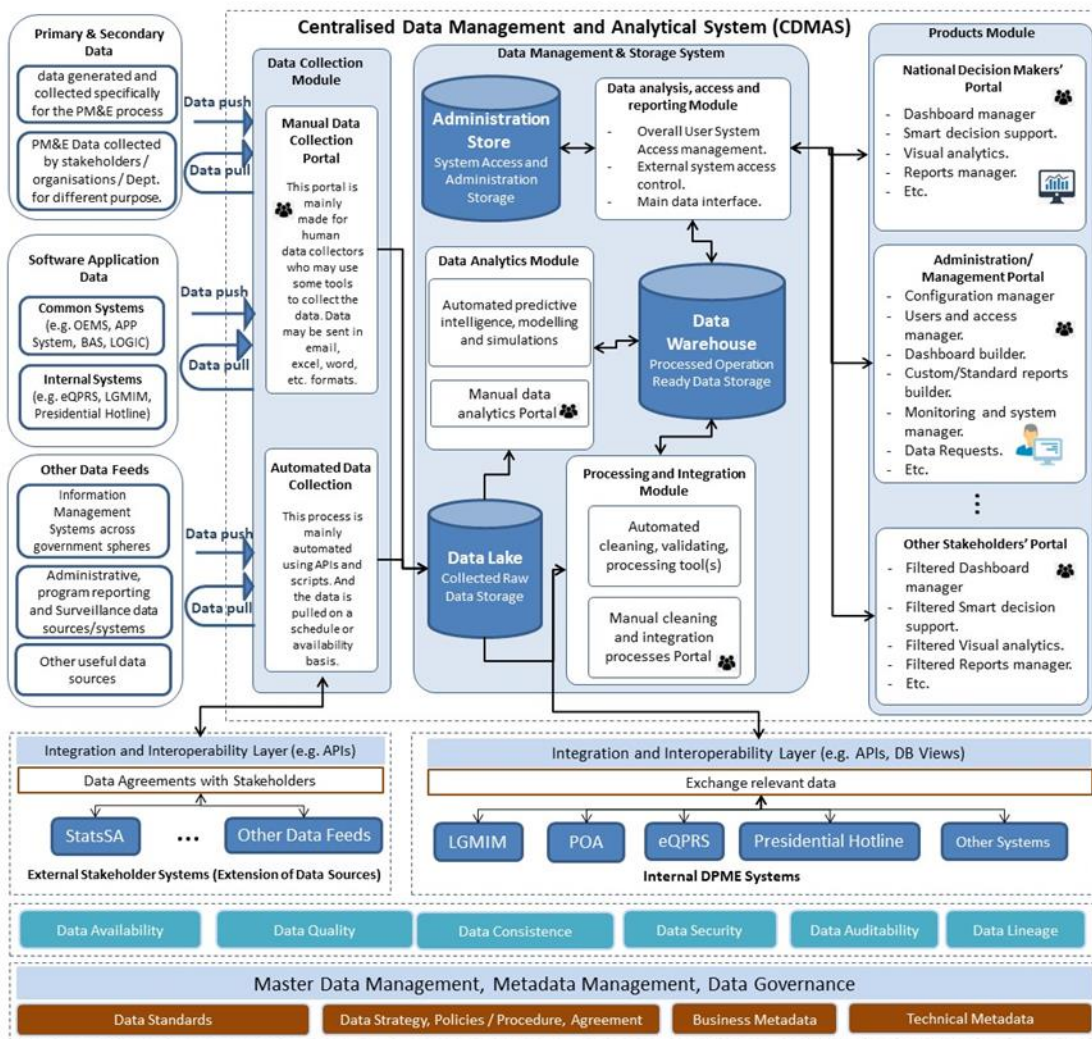 Centralised Data Management and Analytical System (CDMAS)
Primary & Secondary
Data
data generated and
collected specifically
for the PM&E process
PM&E Data collected
by stakeholders /
organisations / Dept.
for different purpose.
Data push
Data pull
Software Application
Data
Common Systems
(e.g. OEMS, APP
System, BAS, LOGIC)
Internal Systems
(e.g. eQPRS, LGMIM,
Presidential Hotline)
Data push
Data pull
Other Data Feeds
Information
Management
Systems across
government spheres
Administrative,
program reporting
and Surveillance data
sources/systems
Other useful data
sources
Data push
Data pull
Data Collection
Module
Manual Data
Collection Portal
This portal is
mainly
made for
human
data collectors
who may use
some tools
to collect the
data. Data
may be sent in
email,
excel, word,
etc. formats.
Automated Data
Collection
This process is
mainly
automated
using APIs and
scripts. And
the data is
pulled on a
schedule or
availability
basis.
Data Management & Storage System
Administration
Store
System Access and
Administration
Storage
Data analysis, access and
reporting Module
- Overall User System
Access management.
- External system access
control.
- Main data interface.
Data Analytics Module
Automated predictive
intelligence, modelling
and simulations
Manual data
analytics Portal
Data
Warehouse
Processed Operation
Ready Data Storage
Data Lake
Collected Raw
Data Storage
Processing and Integration
Module
Automated
cleaning, validating,
processing tool(s)
Manual cleaning
and integration
processes Portal
Products Module
National Decision Makers'
Portal
- Dashboard manager
- Smart decision support.
- Visual analytics.
- Reports manager.
- Etc.
Administration/
Management Portal
- Configuration manager
- Users and access
manager.
- Dashboard builder.
- Custom/Standard reports
builder.
- Monitoring and system
manager.
- Data Requests.
- Etc.
Other Stakeholders' Portal
- Filtered Dashboard
manager
- Filtered Smart decision
support.
- Filtered Visual analytics.
- Filtered Reports manager.
- Etc.
Integration and Interoperability Layer (e.g. APIs)
Data Agreements with Stakeholders
StatsSA
...
Other Data Feeds
External Stakeholder Systems (Extension of Data Sources)
Integration and Interoperability Layer (e.g. APIs, DB Views)
Exchange relevant data
LGMIM
POA
eQPRS
Presidential Hotline
Other Systems
Internal DPME Systems
Data Availability
Data Quality
Data Consistence
Data Security
Data Auditability
Data Lineage
Master Data Management, Metadata Management, Data Governance
Data Standards
Data Strategy, Policies / Procedure, Agreement
Business Metadata
Technical Metadata